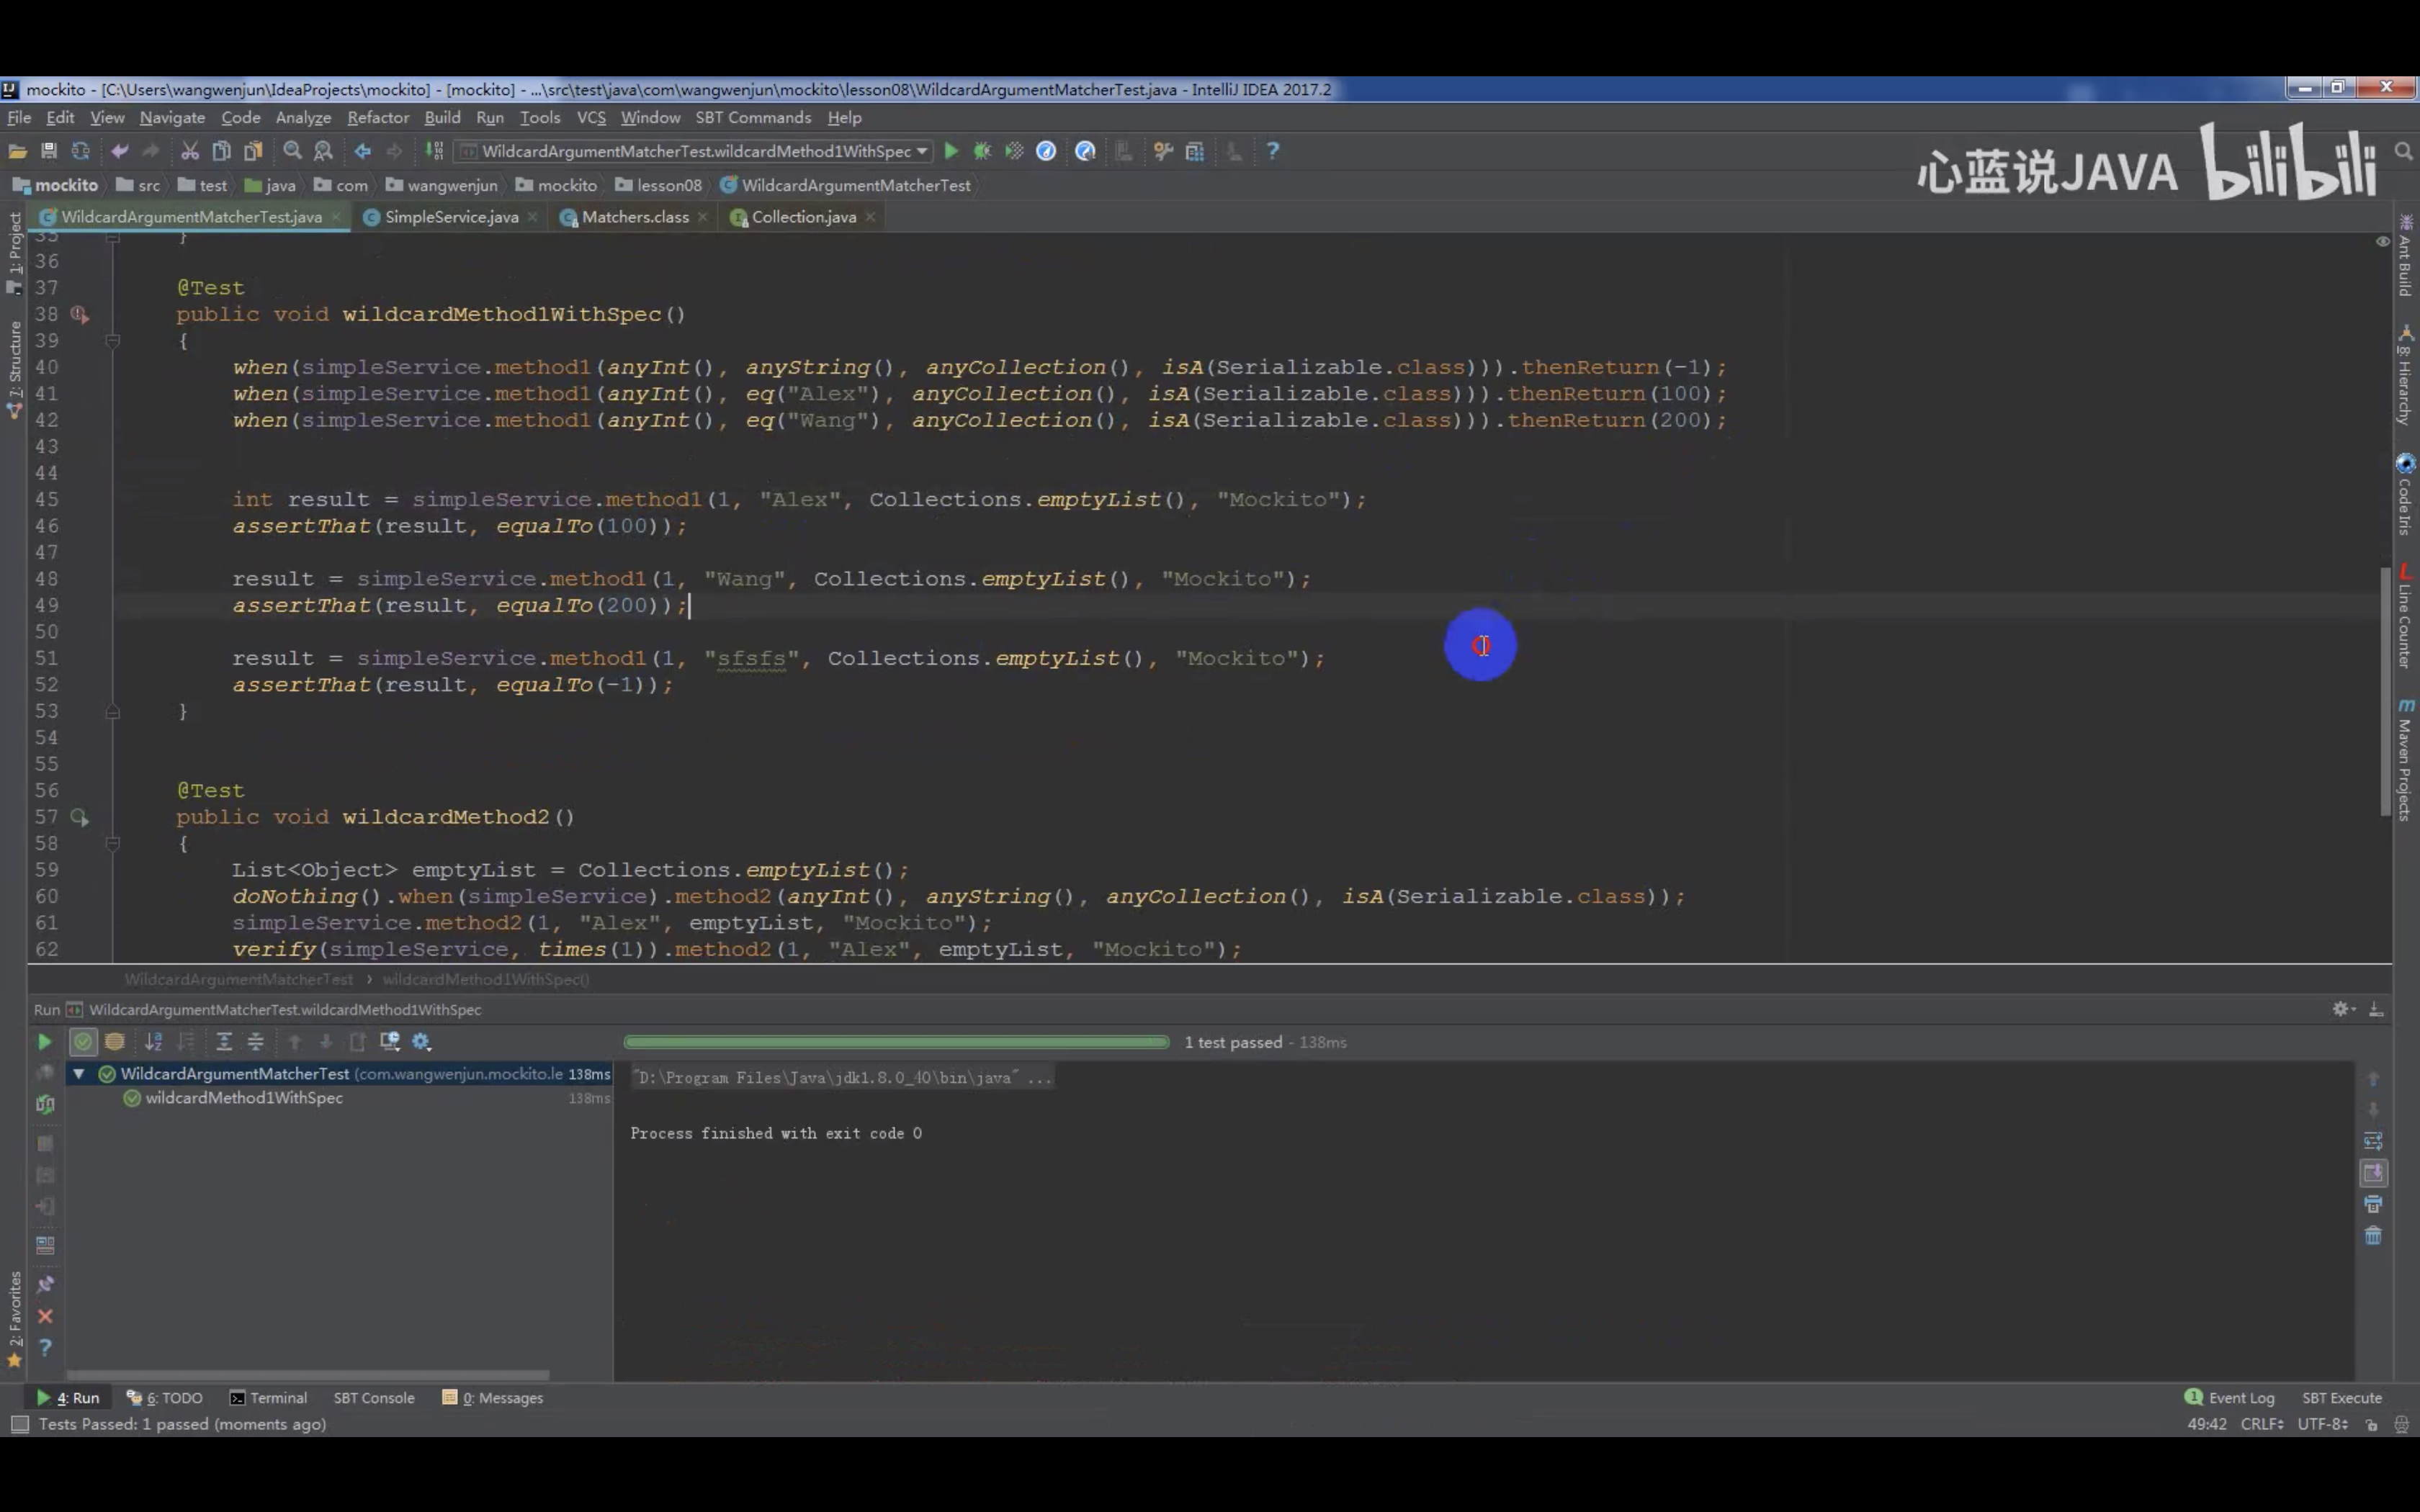 mockito - [C:\Users\wangwenjun\IdeaProjects\mockito] - [mockito] - ...\src\test\java\com\wangwenjun\mockito\lesson08\WildcardArgumentMatcherTest.java - IntelliJ IDEA 2017.2
File Edit View Navigate Code Analyze Refactor Build Run Tools VCS Window SBT Commands Help
WildcardArgumentMatcherTest.wildcardMethod1WithSpec
心蓝说JAVA bilibili
mockito src test java com wangwenjun mockito lesson08 WildcardArgumentMatcherTest
WildcardArgumentMatcherTest.java SimpleService.java Matchers.class Collection.java
1: Project
7: Structure
2: Favorites
Ant Build
8: Hierarchy
Code Iris
Line Counter
Maven Projects
35 }
36
37 @Test
38 public void wildcardMethod1WithSpec()
39 {
40 when(simpleService.method1(anyInt(), anyString(), anyCollection(), isA(Serializable.class))).thenReturn(-1);
41 when(simpleService.method1(anyInt(), eq("Alex"), anyCollection(), isA(Serializable.class))).thenReturn(100);
42 when(simpleService.method1(anyInt(), eq("Wang"), anyCollection(), isA(Serializable.class))).thenReturn(200);
43
44
45 int result = simpleService.method1(1, "Alex", Collections.emptyList(), "Mockito");
46 assertThat(result, equalTo(100));
47
48 result = simpleService.method1(1, "Wang", Collections.emptyList(), "Mockito");
49 assertThat(result, equalTo(200));
50
51 result = simpleService.method1(1, "sfsfs", Collections.emptyList(), "Mockito");
52 assertThat(result, equalTo(-1));
53 }
54
55
56 @Test
57 public void wildcardMethod2()
58 {
59 List<Object> emptyList = Collections.emptyList();
60 doNothing().when(simpleService).method2(anyInt(), anyString(), anyCollection(), isA(Serializable.class));
61 simpleService.method2(1, "Alex", emptyList, "Mockito");
62 verify(simpleService, times(1)).method2(1, "Alex", emptyList, "Mockito");
WildcardArgumentMatcherTest › wildcardMethod1WithSpec()
Run WildcardArgumentMatcherTest.wildcardMethod1WithSpec
1 test passed - 138ms
WildcardArgumentMatcherTest (com.wangwenjun.mockito.le 138ms
wildcardMethod1WithSpec 138ms
"D:\Program Files\Java\jdk1.8.0_40\bin\java" ...
Process finished with exit code 0
4: Run 6: TODO Terminal SBT Console 0: Messages 1 Event Log SBT Execute
Tests Passed: 1 passed (moments ago) 49:42 CRLF UTF-8